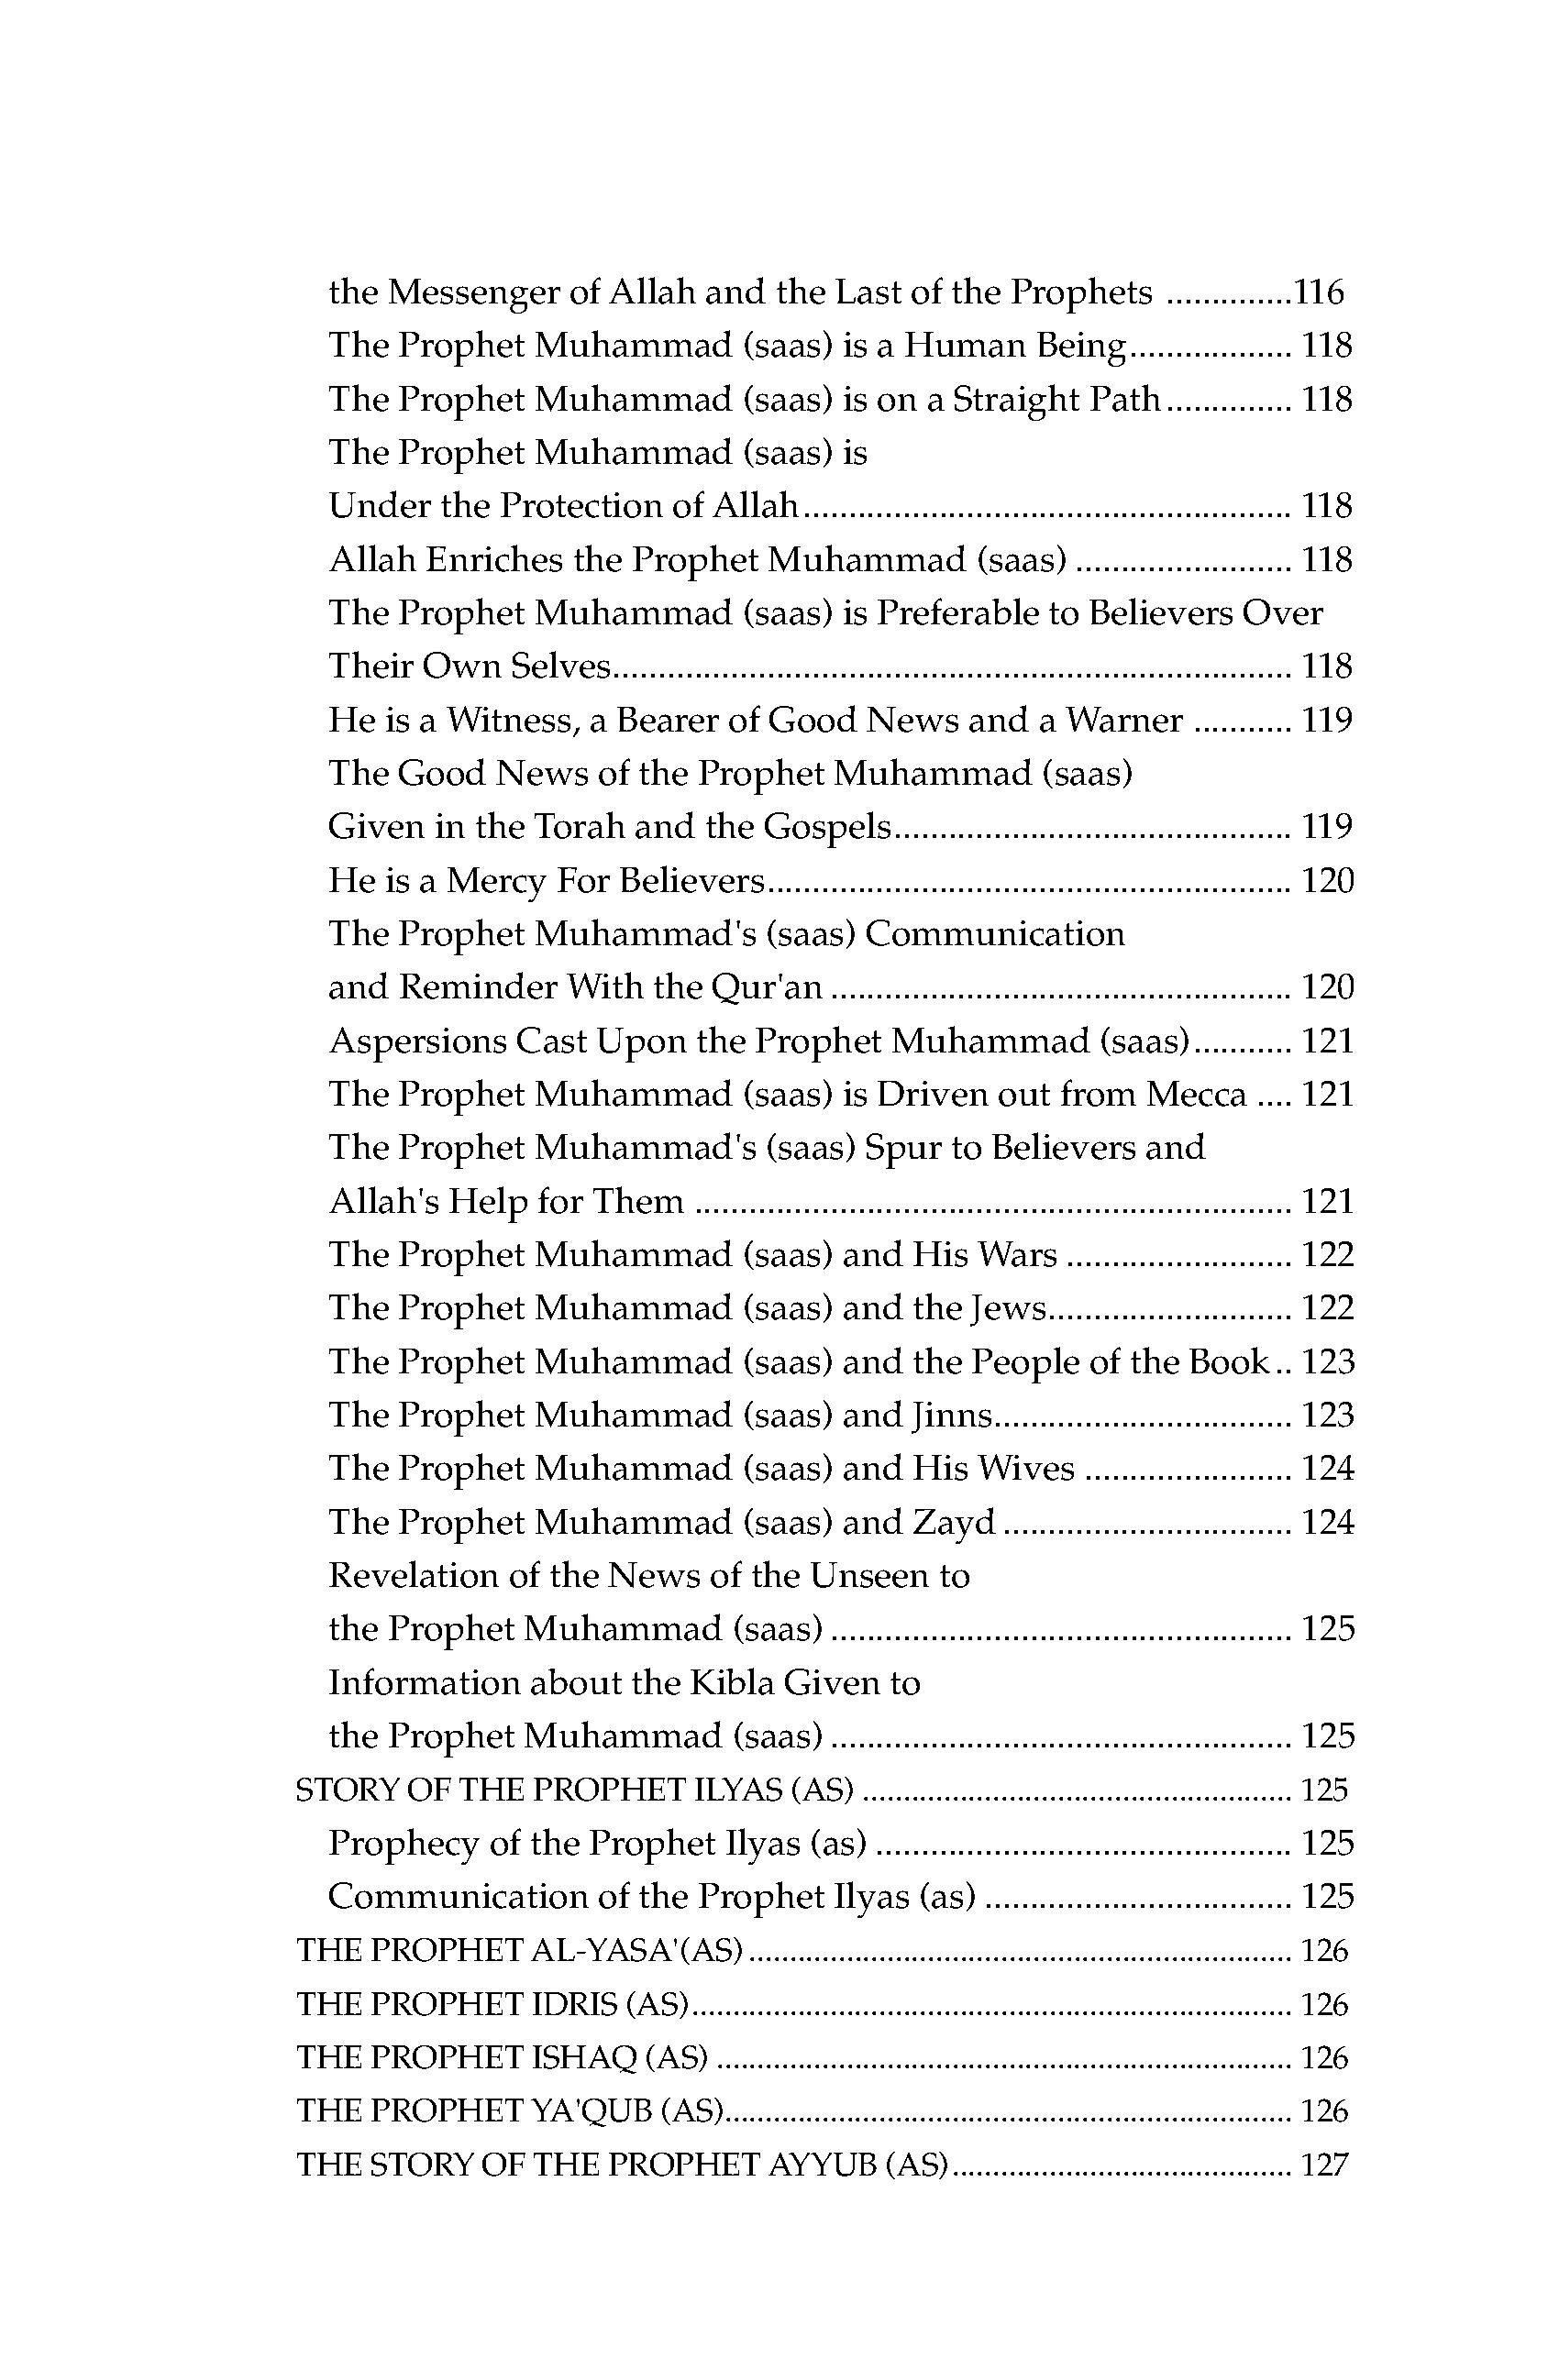 the Messenger of Allah and the Last of the Prophets ..............116
The Prophet Muhammad (saas) is a Human Being.................. 118
The Prophet Muhammad (saas) is on a Straight Path.............. 118
The Prophet Muhammad (saas) is
Under the Protection of Allah...................................................... 118
Allah Enriches the Prophet Muhammad (saas) ........................ 118
The Prophet Muhammad (saas) is Preferable to Believers Over
Their Own Selves........................................................................... 118
He is a Witness, a Bearer of Good News and a Warner ........... 119
The Good News of the Prophet Muhammad (saas)
Given in the Torah and the Gospels............................................ 119
He is a Mercy For Believers.......................................................... 120
The Prophet Muhammad's (saas) Communication
and Reminder With the Qur'an ................................................... 120
Aspersions Cast Upon the Prophet Muhammad (saas)........... 121
The Prophet Muhammad (saas) is Driven out from Mecca .... 121
The Prophet Muhammad's (saas) Spur to Believers and
Allah's Help for Them .................................................................. 121
The Prophet Muhammad (saas) and His Wars ......................... 122
The Prophet Muhammad (saas) and the Jews........................... 122
The Prophet Muhammad (saas) and the People of the Book.. 123
The Prophet Muhammad (saas) and Jinns................................. 123
The Prophet Muhammad (saas) and His Wives ....................... 124
The Prophet Muhammad (saas) and Zayd ................................ 124
Revelation of the News of the Unseen to
the Prophet Muhammad (saas) ................................................... 125
Information about the Kibla Given to
the Prophet Muhammad (saas) ................................................... 125
STORY OF THE PROPHET ILYAS (AS) ..................................................... 125
Prophecy of the Prophet Ilyas (as) .............................................. 125
Communication of the Prophet Ilyas (as) .................................. 125
THE PROPHET AL-YASA'(AS)................................................................... 126
THE PROPHET IDRIS (AS).......................................................................... 126
THE PROPHET ISHAQ (AS) ....................................................................... 126
THE PROPHET YA'QUB (AS)...................................................................... 126
THE STORY OF THE PROPHET AYYUB (AS).......................................... 127